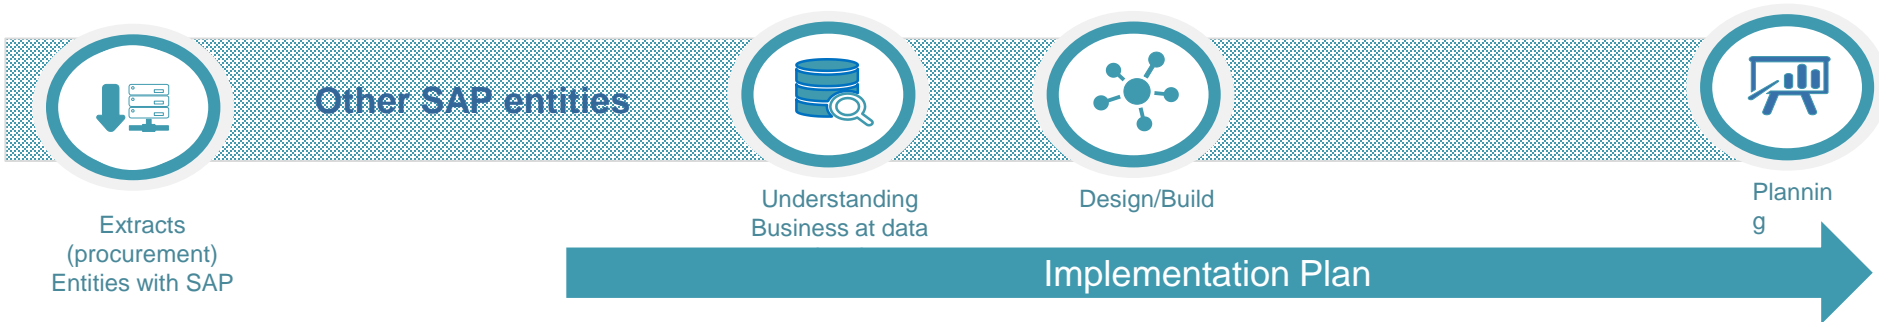 Other SAP entities
Extracts
(procurement)
Entities with SAP
Understanding
Business at data
Design/Build
Plannin
g
Implementation Plan